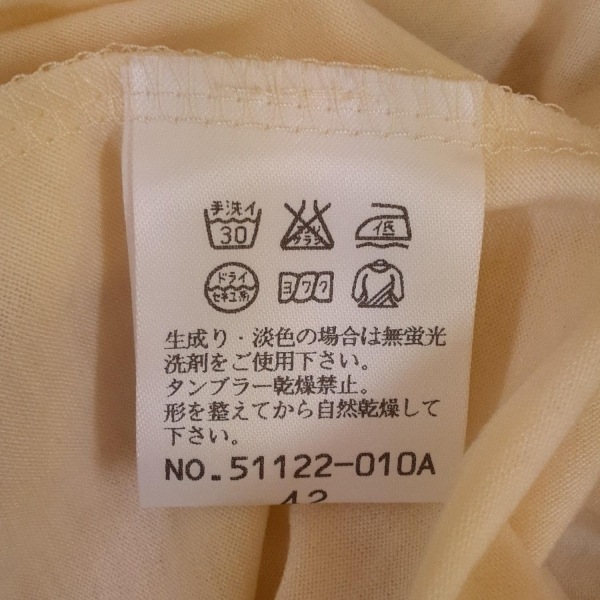 手洗イ
30
エンソ
サラシ
低
ドライ
セキユ系
ヨワク
生成り・淡色の場合は無蛍光
洗剤をご使用下さい。
タンブラー乾燥禁止。
形を整えてから自然乾燥して
下さい。
NO.51122-010A
42